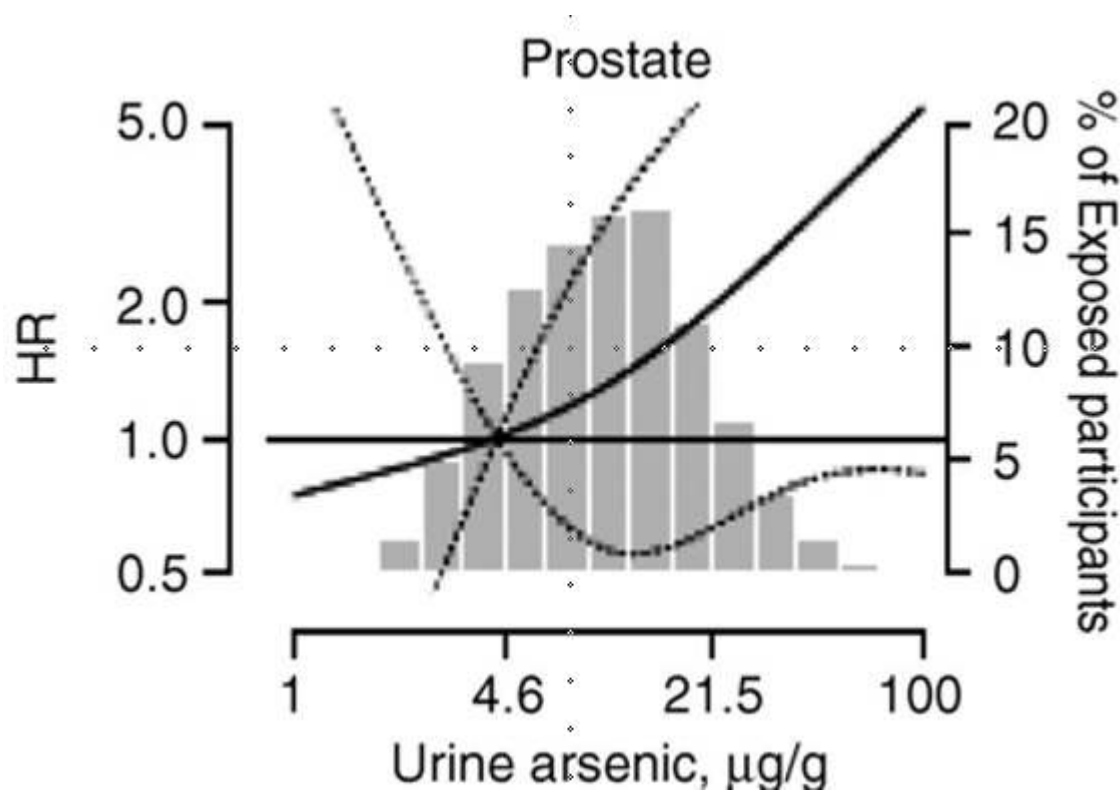 Prostate
5.0
2.0
1.0
0.5
HR
20
15
10
5
0
% of Exposed participants
1 4.6 21.5 100
Urine arsenic, μg/g